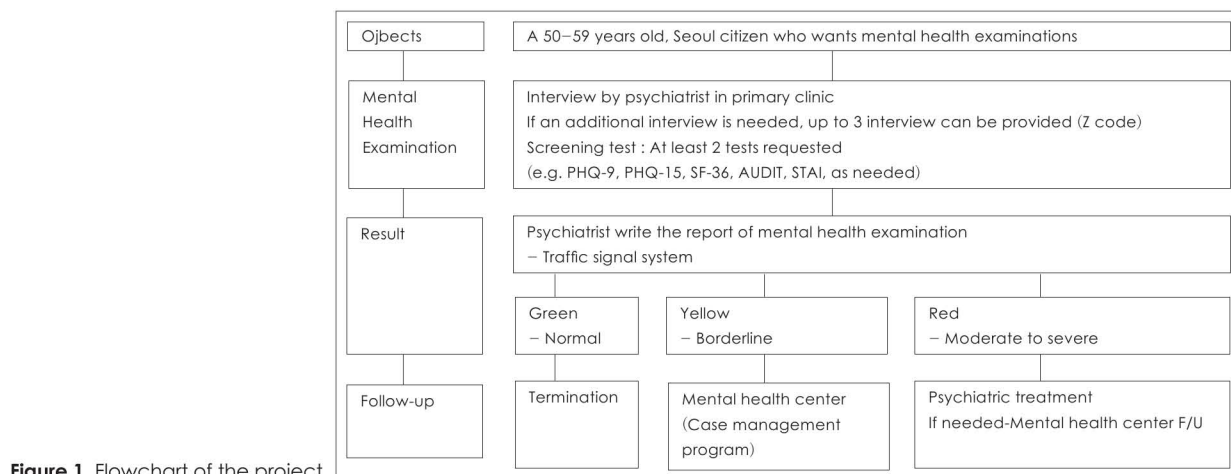 Ojbects
A 50−59 years old, Seoul citizen who wants mental health examinations
Mental
Health
Examination
Interview by psychiatrist in primary clinic
If an additional interview is needed, up to 3 interview can be provided (Z code)
Screening test : At least 2 tests requested
(e.g. PHQ-9, PHQ-15, SF-36, AUDIT, STAI, as needed)
Result
Psychiatrist write the report of mental health examination
− Traffic signal system
Green
− Normal
Yellow
− Borderline
Red
− Moderate to severe
Follow-up
Termination
Mental health center
(Case management
program)
Psychiatric treatment
If needed-Mental health center F/U
Figure 1. Flowchart of the project.